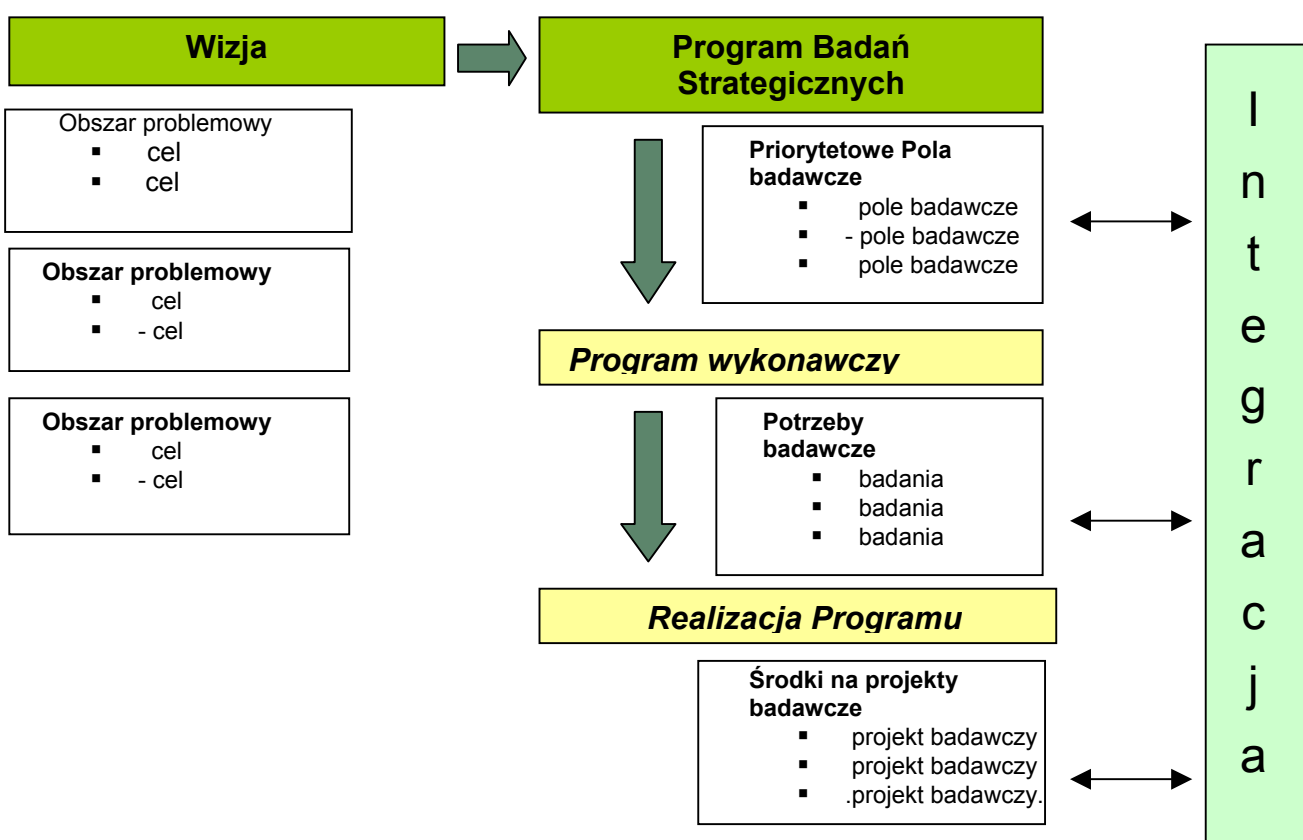 Wizja
Obszar problemowy
▪ cel
▪ cel
Obszar problemowy
▪ cel
▪ - cel
Obszar problemowy
▪ cel
▪ - cel
Program Badań
Strategicznych
Priorytetowe Pola
badawcze
▪ pole badawcze
▪ - pole badawcze
▪ pole badawcze
Program wykonawczy
Potrzeby
badawcze
▪ badania
▪ badania
▪ badania
Realizacja Programu
Środki na projekty
badawcze
▪ projekt badawczy
▪ projekt badawczy
▪ .projekt badawczy.
I
n
t
e
g
r
a
c
j
a